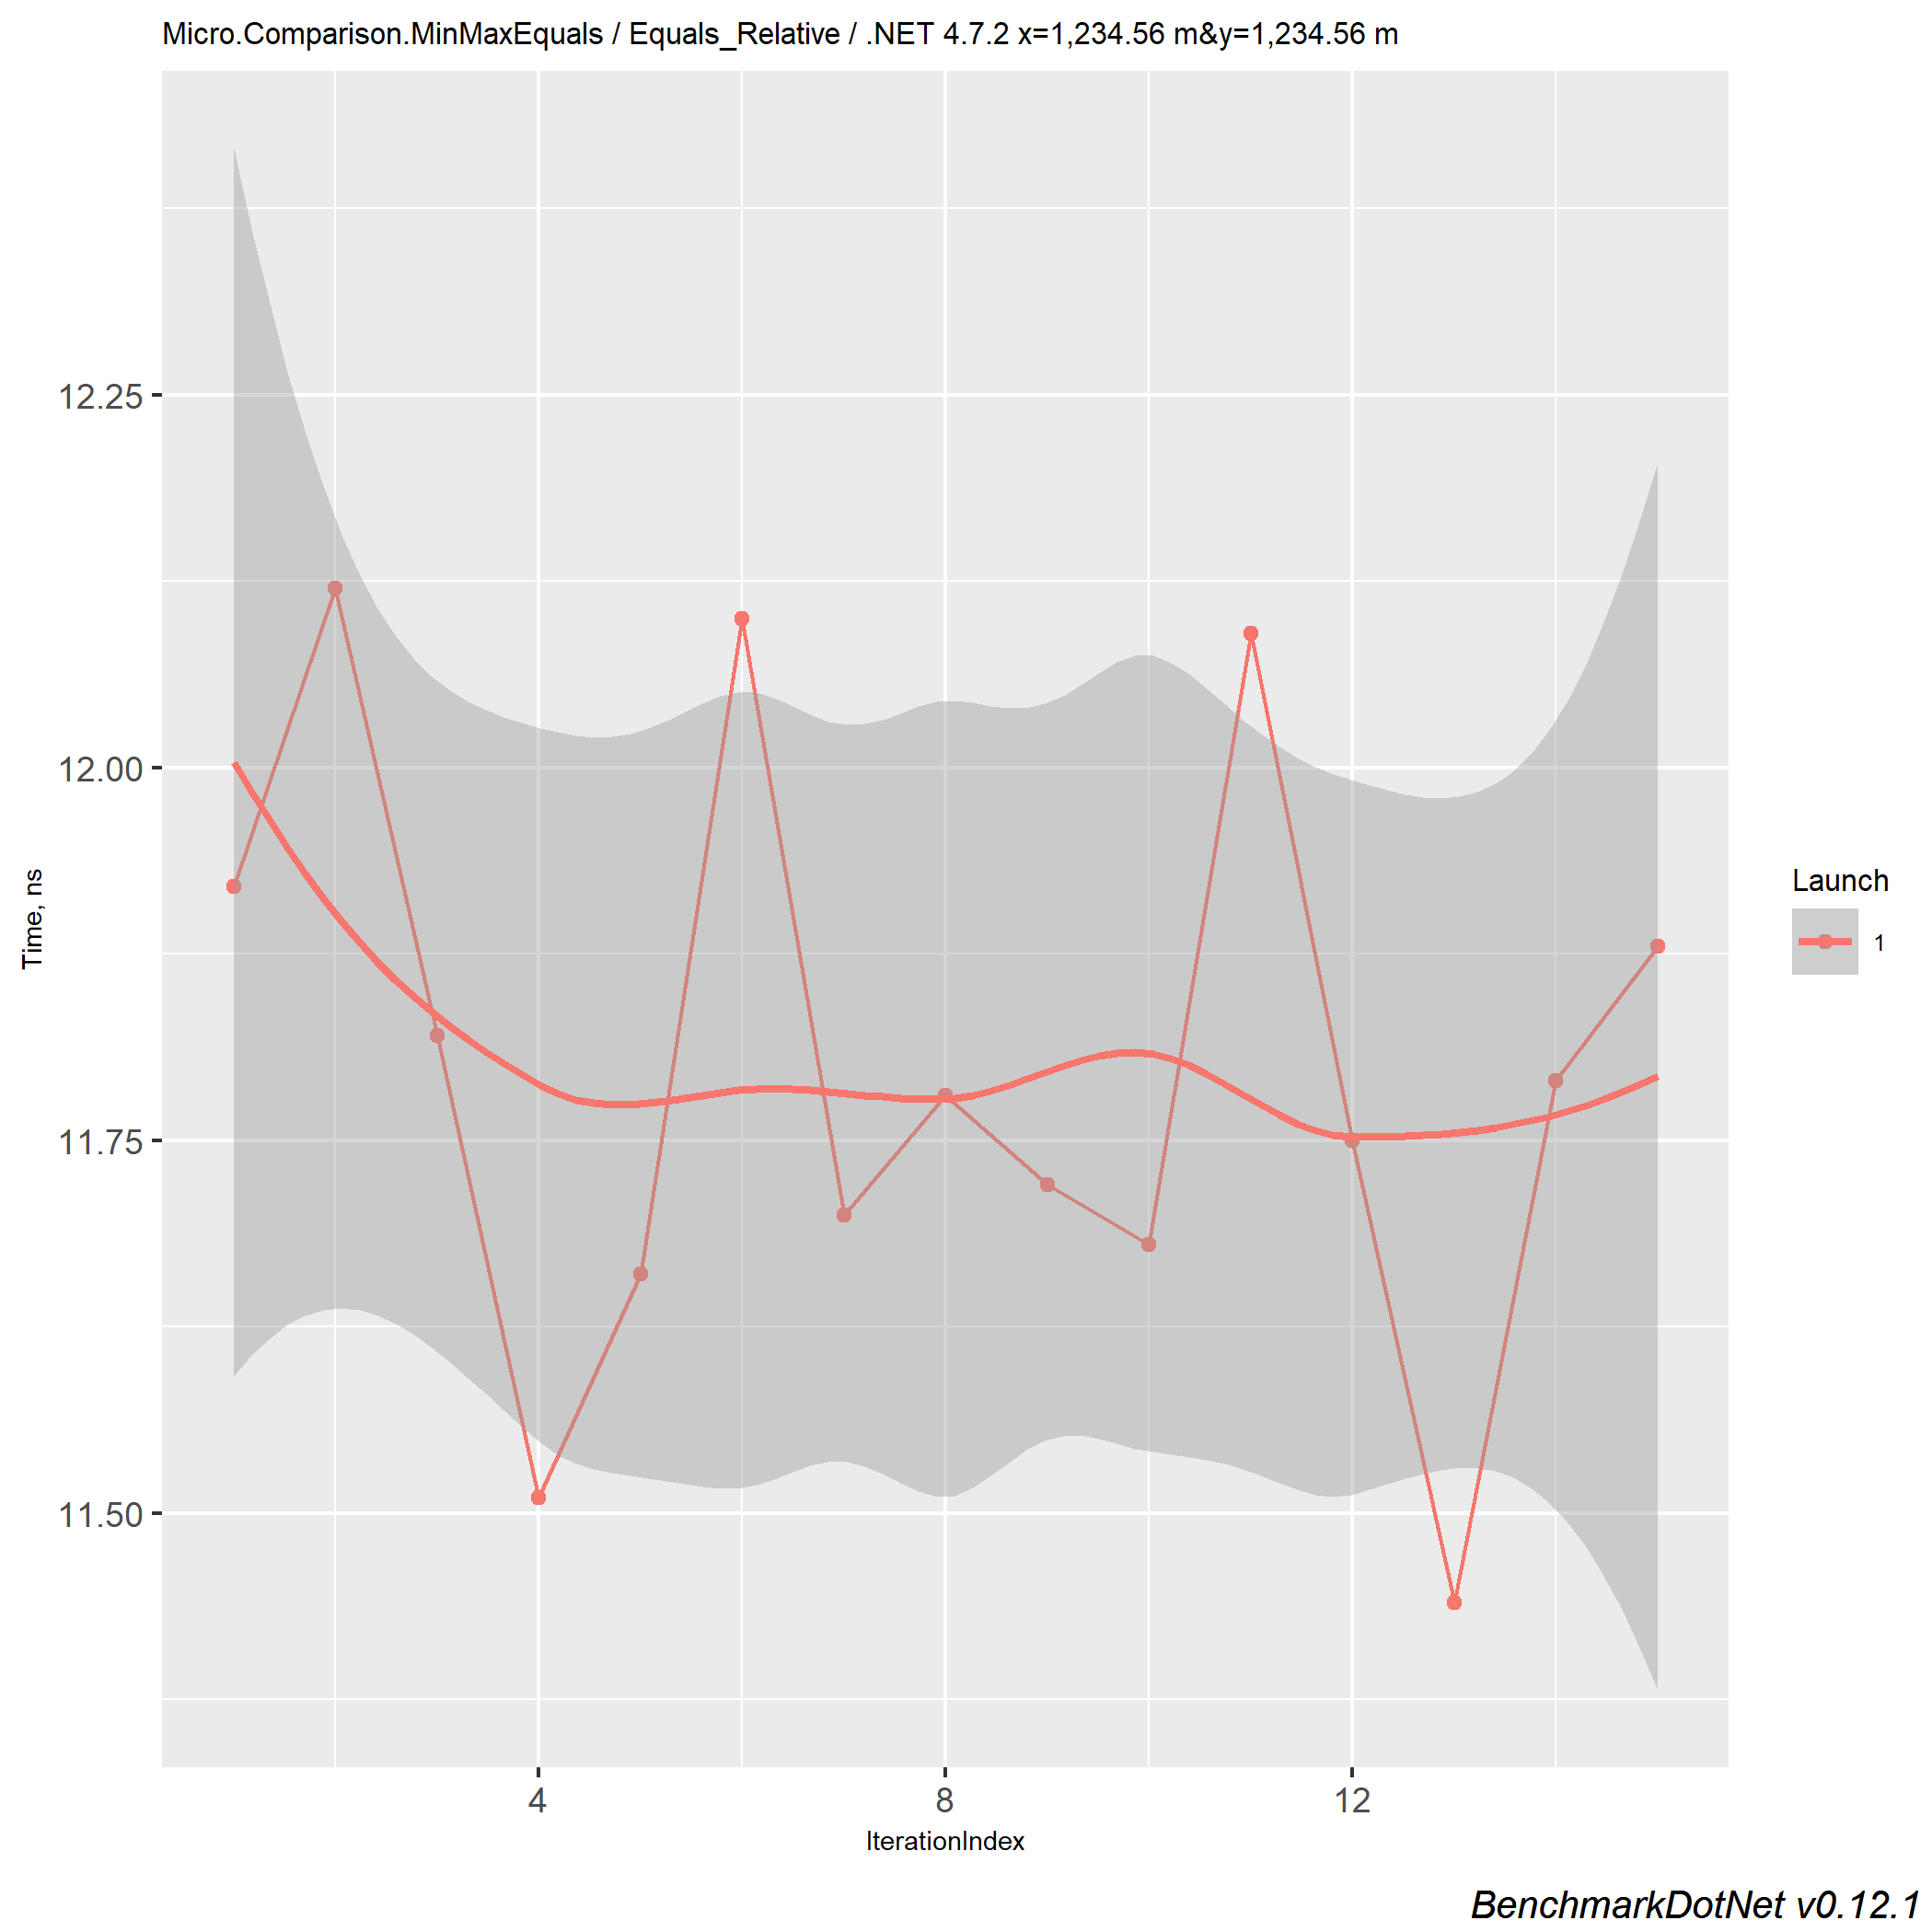 Micro.Comparison.MinMaxEquals / Equals_Relative / .NET 4.7.2 x=1,234.56 m&y=1,234.56 m
12.25
12.00
11.75
11.50
Time, ns
4 8 12
IterationIndex
Launch
1
BenchmarkDotNet v0.12.1